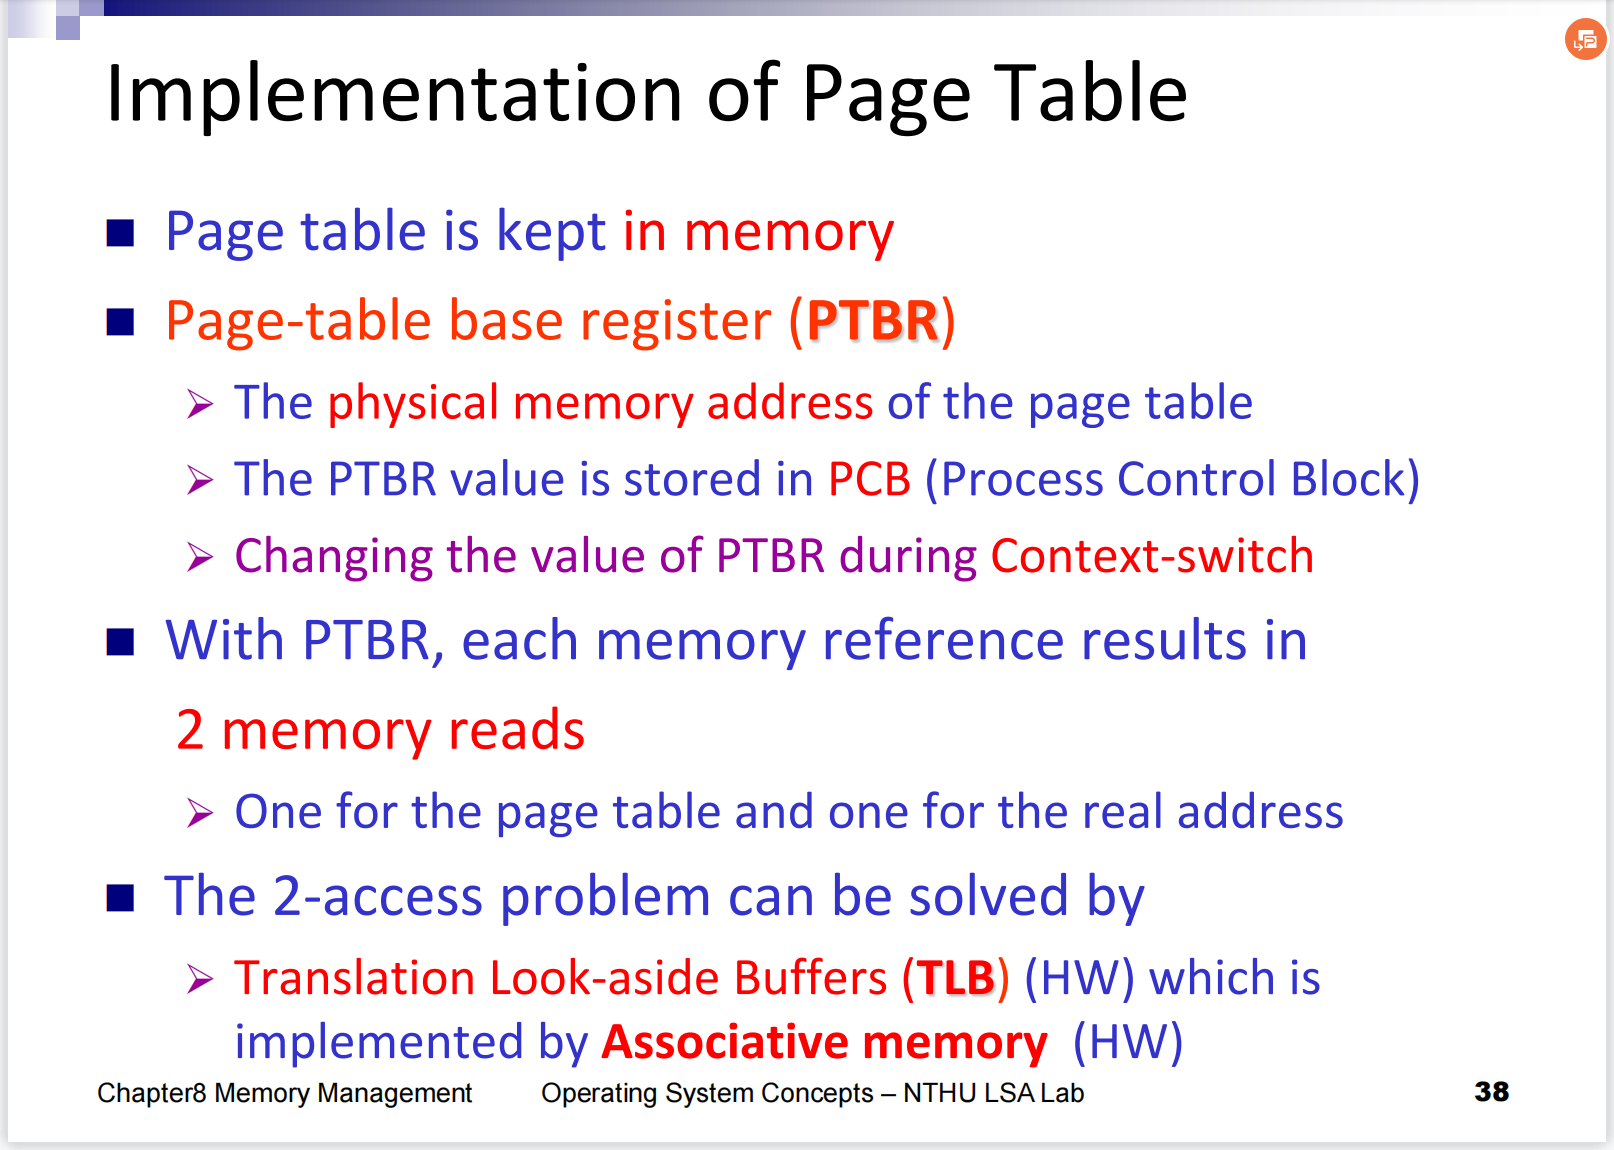 Implementation of Page Table
Page table is kept in memory
Page-table base register (PTBR)
The physical memory address of the page table
The PTBR value is stored in PCB (Process Control Block)
Changing the value of PTBR during Context-switch
With PTBR, each memory reference results in
2 memory reads
One for the page table and one for the real address
The 2-access problem can be solved by
Translation Look-aside Buffers (TLB) (HW) which is
implemented by Associative memory (HW)
Chapter8 Memory Management Operating System Concepts – NTHU LSA Lab 38